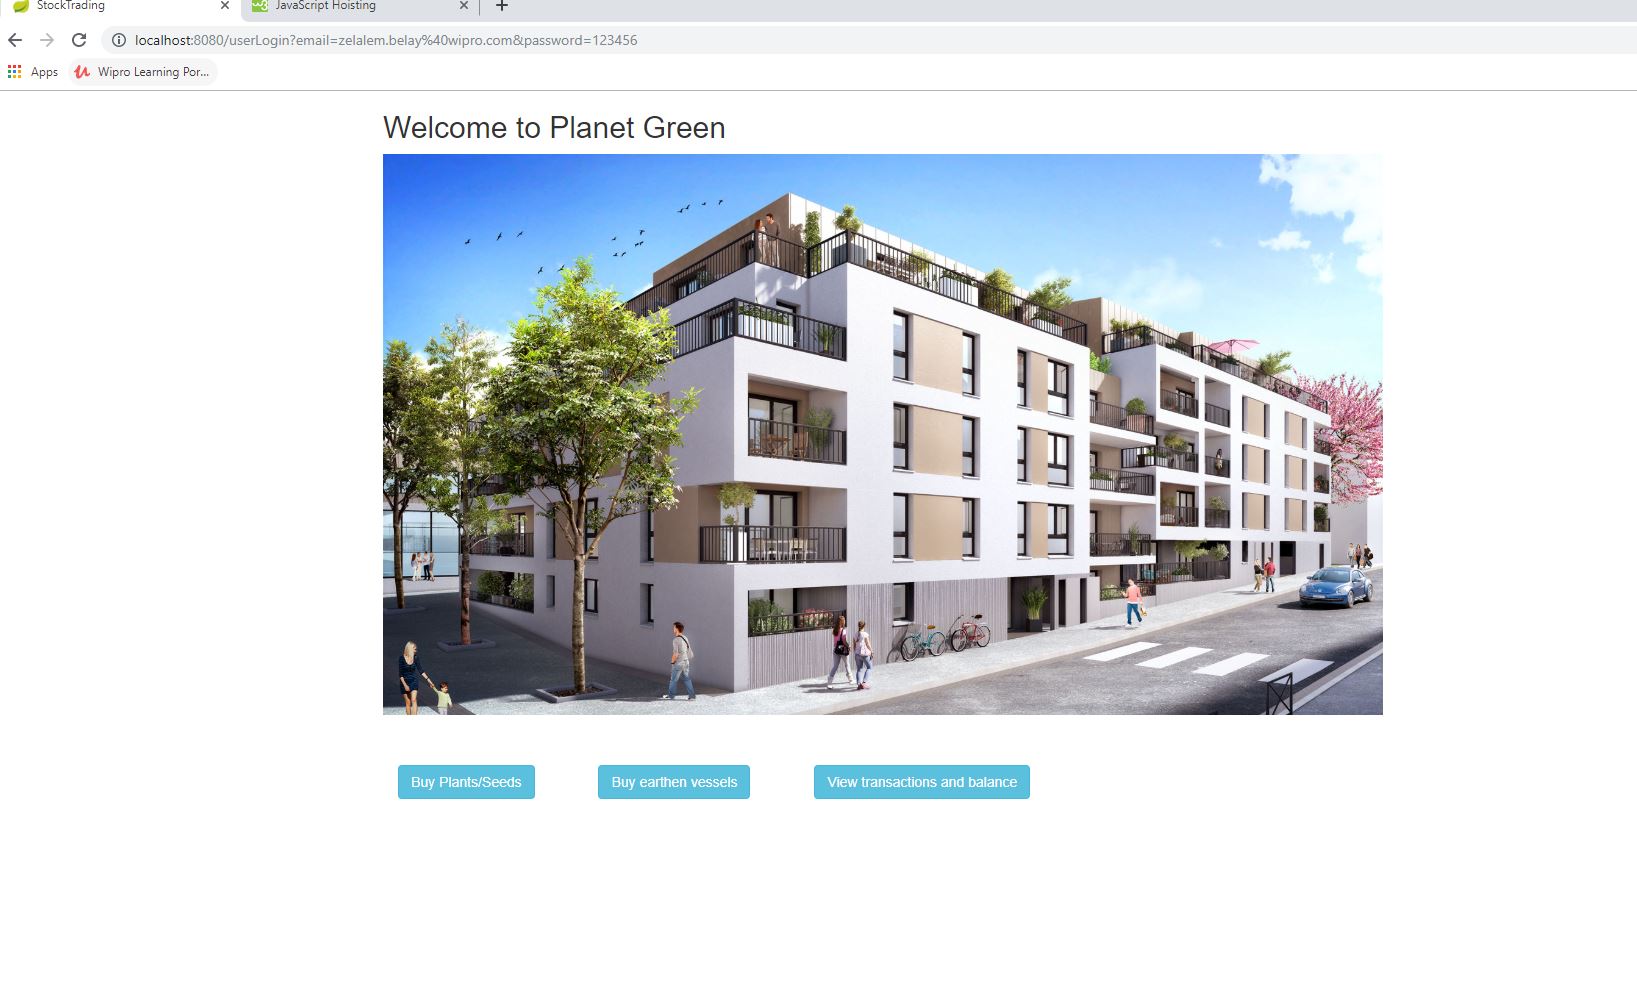 StockTrading
JavaScript Hoisting
localhost:8080/userLogin?email=zelalem.belay%40wipro.com&password=123456
Apps
Wipro Learning Por...
Welcome to Planet Green
Buy Plants/Seeds
Buy earthen vessels
View transactions and balance